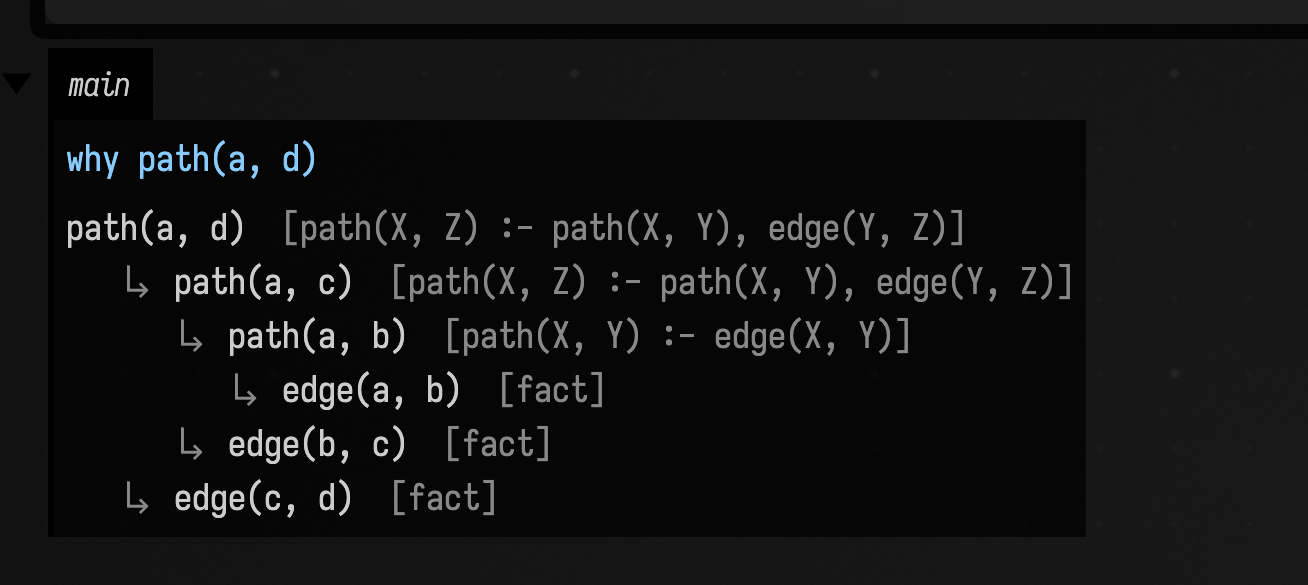 main
why path(a, d)
path(a, d) [path(X, Z) :- path(X, Y), edge(Y, Z)]
↳ path(a, c) [path(X, Z) :- path(X, Y), edge(Y, Z)]
↳ path(a, b) [path(X, Y) :- edge(X, Y)]
↳ edge(a, b) [fact]
↳ edge(b, c) [fact]
↳ edge(c, d) [fact]